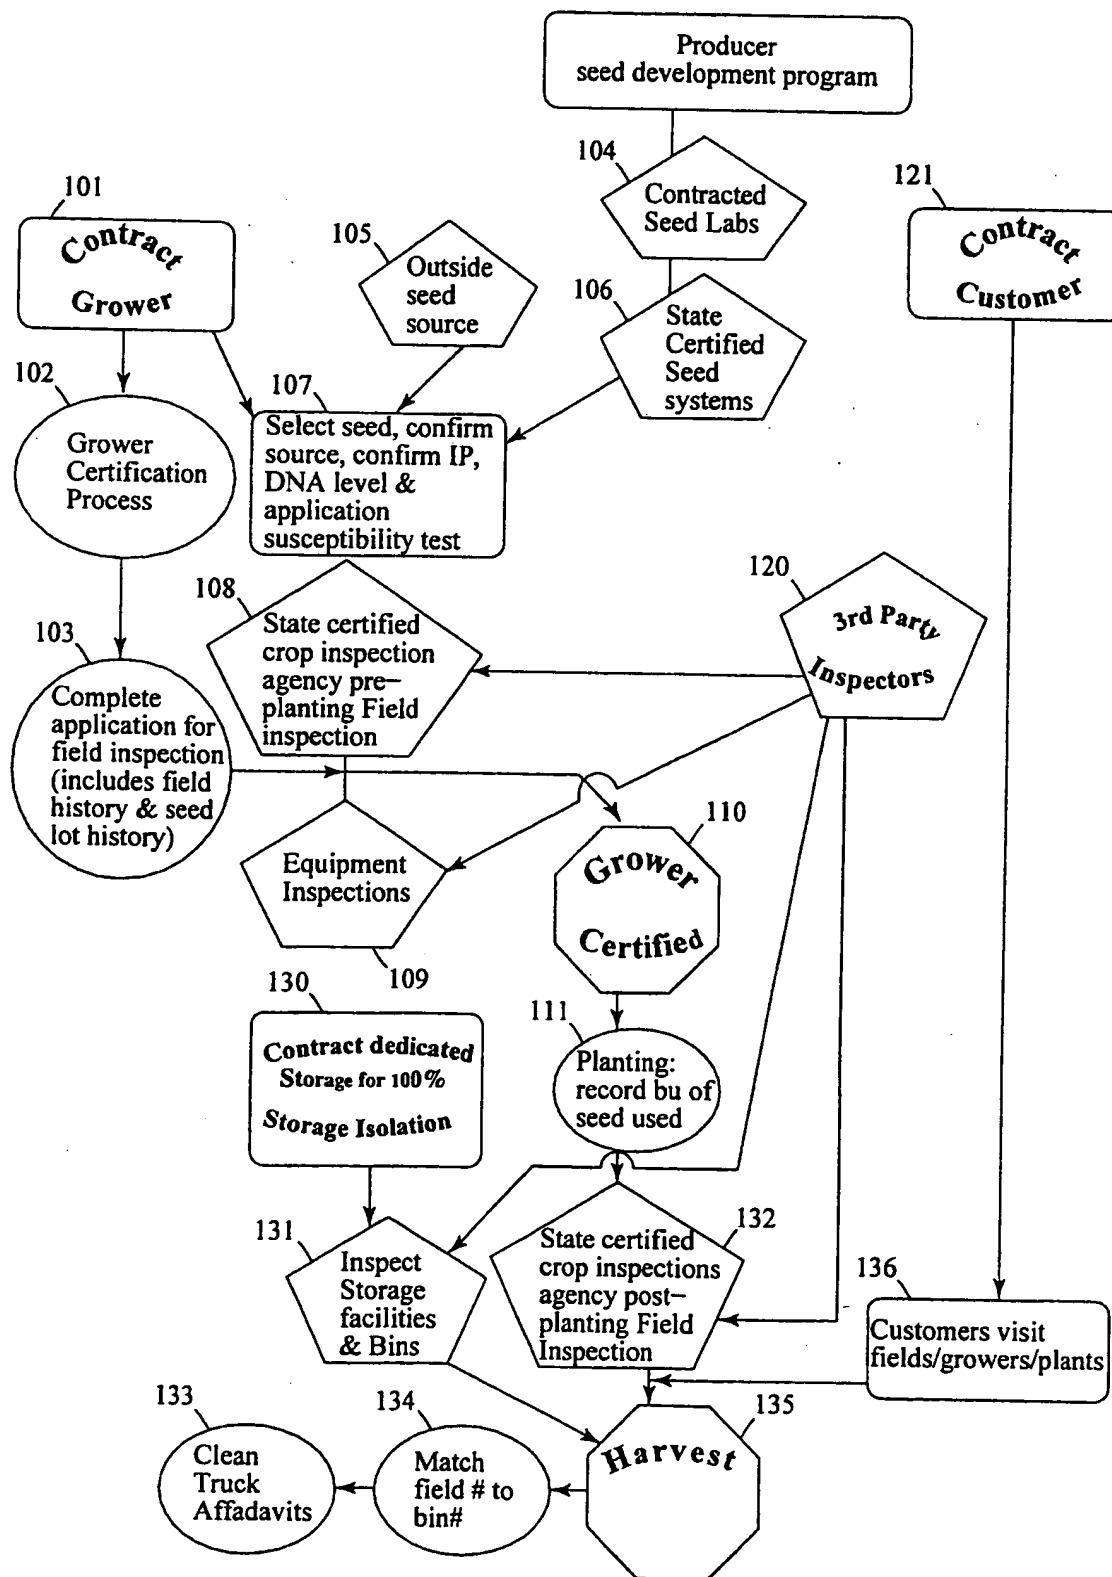 Producer
seed development program
104
Contracted
Seed Labs
101
Contract
Grower
105
Outside
seed
source
106
State
Certified
Seed
systems
121
Contract
Customer
102
Grower
Certification
Process
107
Select seed, confirm
source, confirm IP,
DNA level &
application
susceptibility test
108
State certified
crop inspection
agency pre-
planting Field
inspection
120
3rd Party
Inspectors
103
Complete
application for
field inspection
(includes field
history & seed
lot history)
109
Equipment
Inspections
110
Grower
Certified
130
Contract dedicated
Storage for 100%
Storage Isolation
111
Planting:
record bu of
seed used
131
Inspect
Storage
facilities
& Bins
132
State certified
crop inspections
agency post-
planting Field
Inspection
136
Customers visit
fields/growers/plants
133
Clean
Truck
Affadavits
134
Match
field # to
bin#
135
Harvest